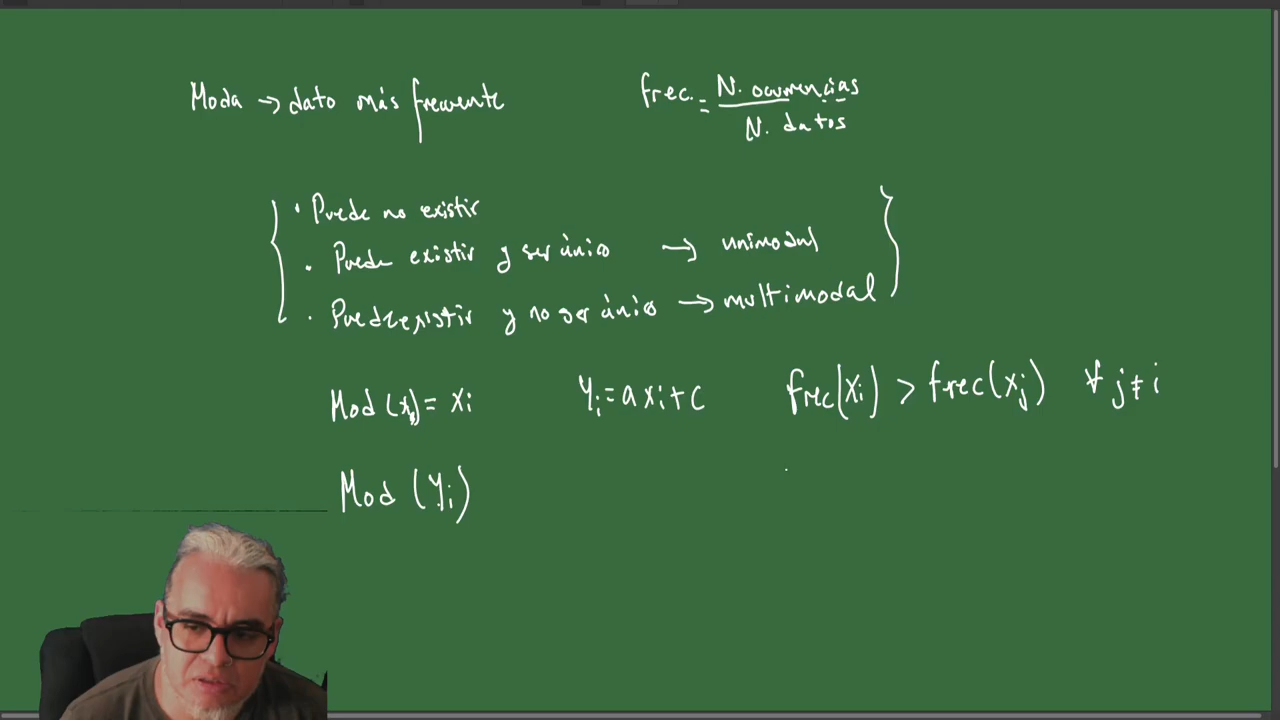 Moda → dato más frecuente
frec. = N. ocurrencias / N. datos
· Puede no existir
· Puede existir y ser único → unimodal
· Puede existir y no ser único → multimodal
Mod (xᵢ) = xᵢ yᵢ = a xᵢ + c frec(xᵢ) > frec(xⱼ) ∀ j ≠ i
Mod (yᵢ)